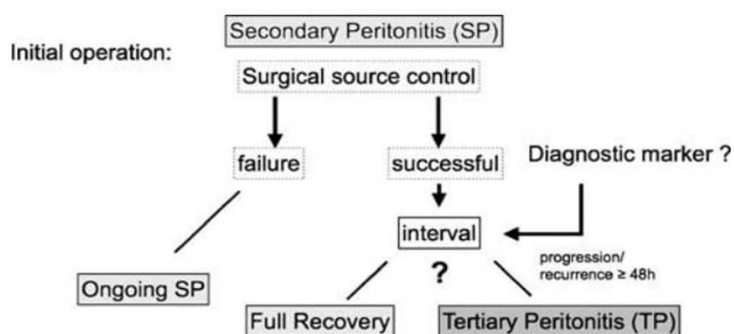 Secondary Peritonitis (SP)
Initial operation:
Surgical source control
failure
successful
Diagnostic marker ?
interval
progression/
recurrence ≥ 48h
?
Ongoing SP
Full Recovery
Tertiary Peritonitis (TP)